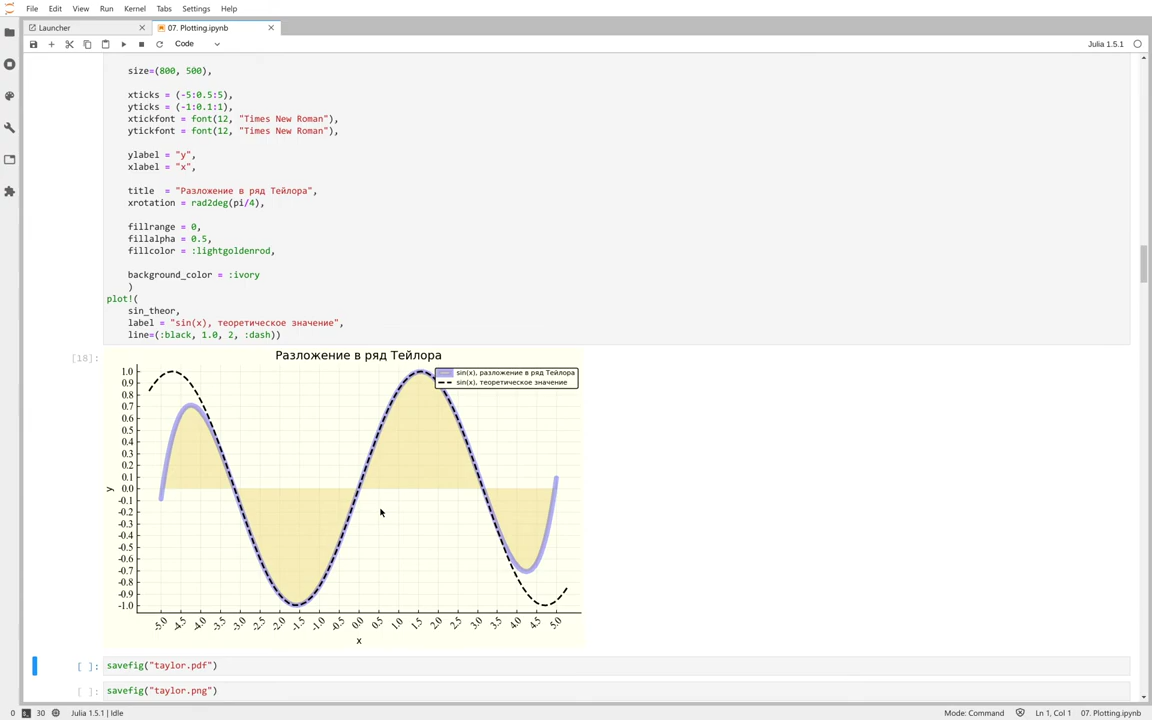 File Edit View Run Kernel Tabs Settings Help
Launcher
07. Plotting.ipynb
Code
Julia 1.5.1
size=(800, 500),
xticks = (-5:0.5:5),
yticks = (-1:0.1:1),
xtickfont = font(12, "Times New Roman"),
ytickfont = font(12, "Times New Roman"),
ylabel = "y",
xlabel = "x",
title  = "Разложение в ряд Тейлора",
xrotation = rad2deg(pi/4),
fillrange = 0,
fillalpha = 0.5,
fillcolor = :lightgoldenrod,
background_color = :ivory
)
plot!(
sin_theor,
label = "sin(x), теоретическое значение",
line=(:black, 1.0, 2, :dash))
[18]:
Разложение в ряд Тейлора
sin(x), разложение в ряд Тейлора
sin(x), теоретическое значение
1.0
0.9
0.8
0.7
0.6
0.5
0.4
0.3
0.2
0.1
0.0
-0.1
-0.2
-0.3
-0.4
-0.5
-0.6
-0.7
-0.8
-0.9
-1.0
y
-5.0 -4.5 -4.0 -3.5 -3.0 -2.5 -2.0 -1.5 -1.0 -0.5 0.0 0.5 1.0 1.5 2.0 2.5 3.0 3.5 4.0 4.5 5.0
x
[ ]: savefig("taylor.pdf")
[ ]: savefig("taylor.png")
0 30 Julia 1.5.1 | Idle
Mode: Command Ln 1, Col 1 07. Plotting.ipynb